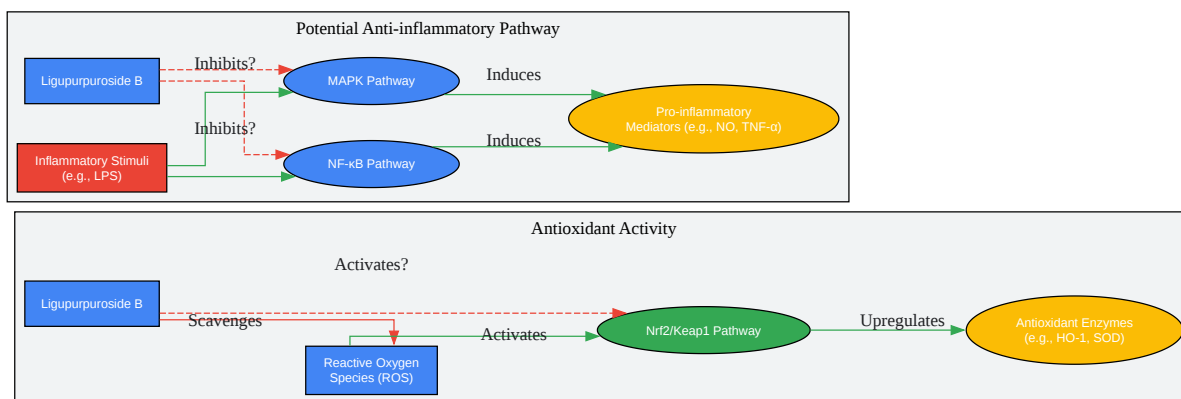 Potential Anti-inflammatory Pathway
Ligupurpuroside B
Inhibits?
MAPK Pathway
Induces
Pro-inflammatory
Mediators (e.g., NO, TNF-α)
Inhibits?
Inflammatory Stimuli
(e.g., LPS)
NF-κB Pathway
Induces
Antioxidant Activity
Activates?
Ligupurpuroside B
Scavenges
Reactive Oxygen
Species (ROS)
Activates
Nrf2/Keap1 Pathway
Upregulates
Antioxidant Enzymes
(e.g., HO-1, SOD)